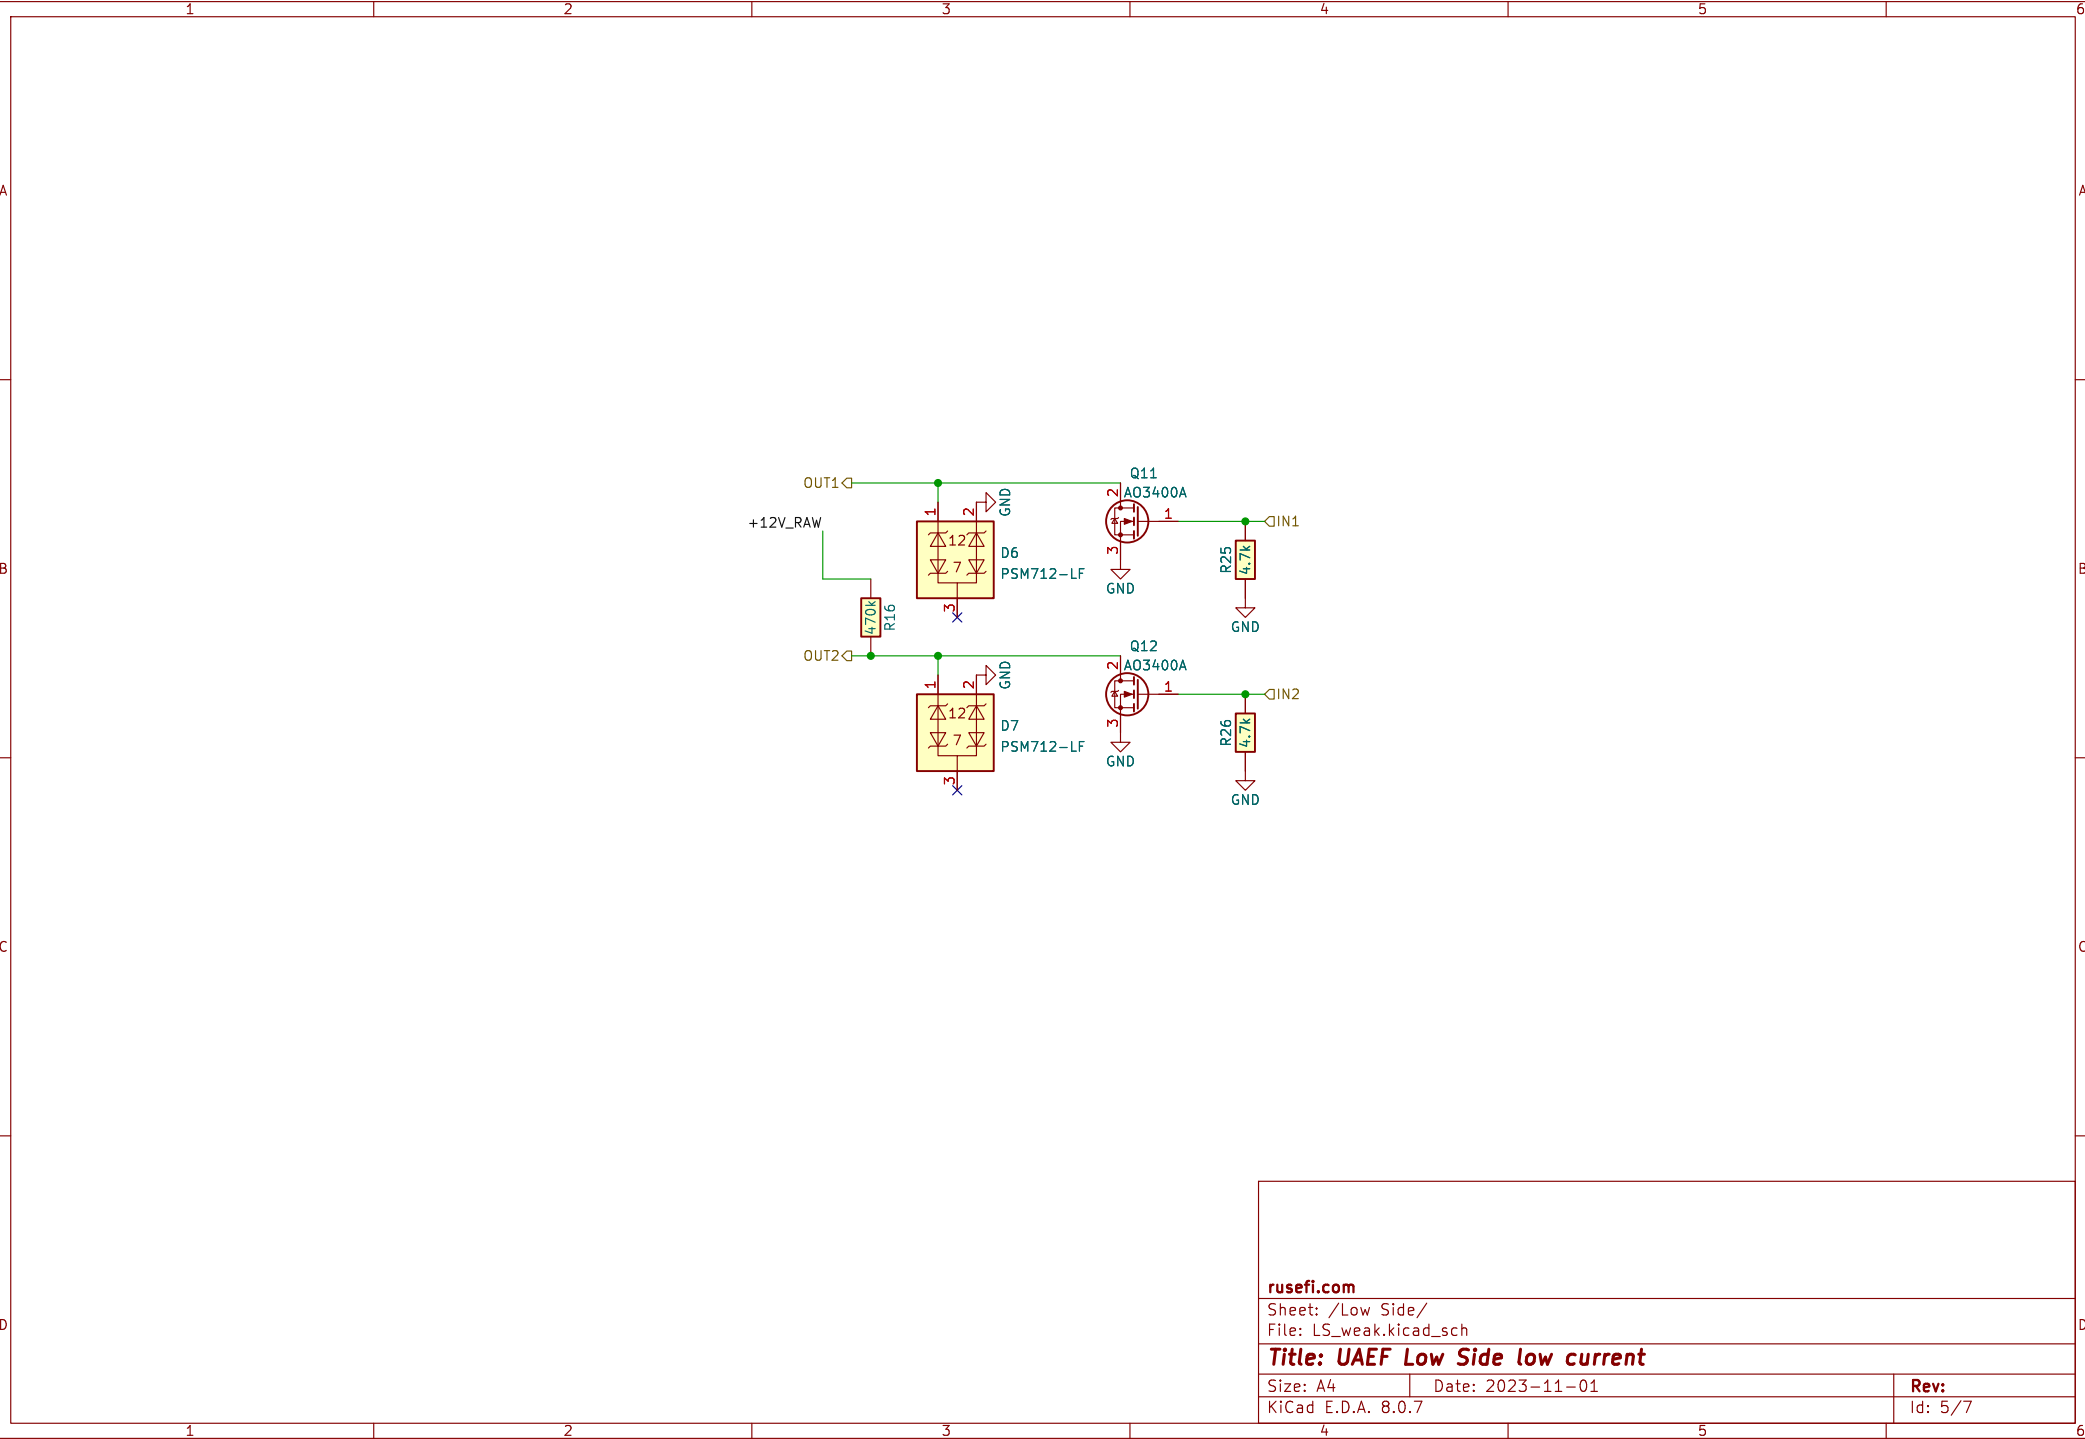 1 2 3 4 5 6
A A
Q11
OUT1
2 AO3400A
GND
1 2
+12V_RAW
1 IN1
12
D6
R25 4.7k
3
7
PSM712-LF
B B
GND
470k R16
3
GND
Q12
OUT2
2 AO3400A
GND
1 2
1 IN2
12
D7
R26 4.7k
3
7
PSM712-LF
GND
3
GND
C C
rusefi.com
Sheet: /Low Side/
File: LS_weak.kicad_sch
D D
Title: UAEF Low Side low current
Size: A4 Date: 2023-11-01 Rev:
KiCad E.D.A. 8.0.7 Id: 5/7
1 2 3 4 5 6